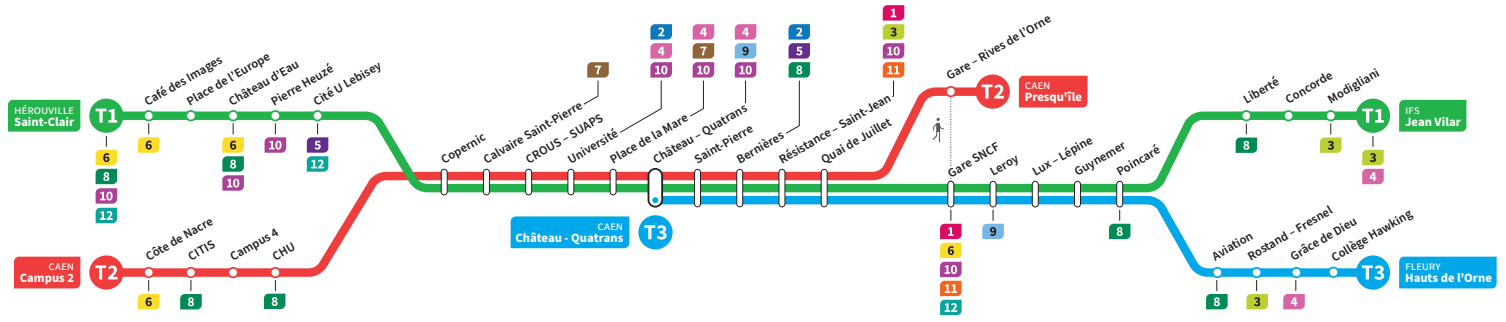 HÉROUVILLE
Saint-Clair
T1
6
8
10
12
Café des Images
6
Place de l'Europe
Château d'Eau
6
8
10
Pierre Heuzé
10
Cité U Lebisey
5
12
CAEN
Campus 2
T2
Côte de Nacre
6
CITIS
8
Campus 4
CHU
8
Copernic
Calvaire Saint-Pierre
7
CROUS – SUAPS
Université
2
4
10
Place de la Mare
4
7
10
Château – Quatrans
4
9
10
CAEN
Château - Quatrans
T3
Saint-Pierre
Bernières
2
5
8
Résistance – Saint-Jean
1
3
10
11
Quai de Juillet
Gare – Rives de l'Orne
T2
CAEN
Presqu'île
Gare SNCF
1
6
10
11
12
Leroy
9
Lux – Lépine
Guynemer
Poincaré
8
Liberté
8
Concorde
Modigliani
3
T1
3
4
IFS
Jean Vilar
Aviation
8
Rostand – Fresnel
3
Grâce de Dieu
4
Collège Hawking
T3
FLEURY
Hauts de l'Orne